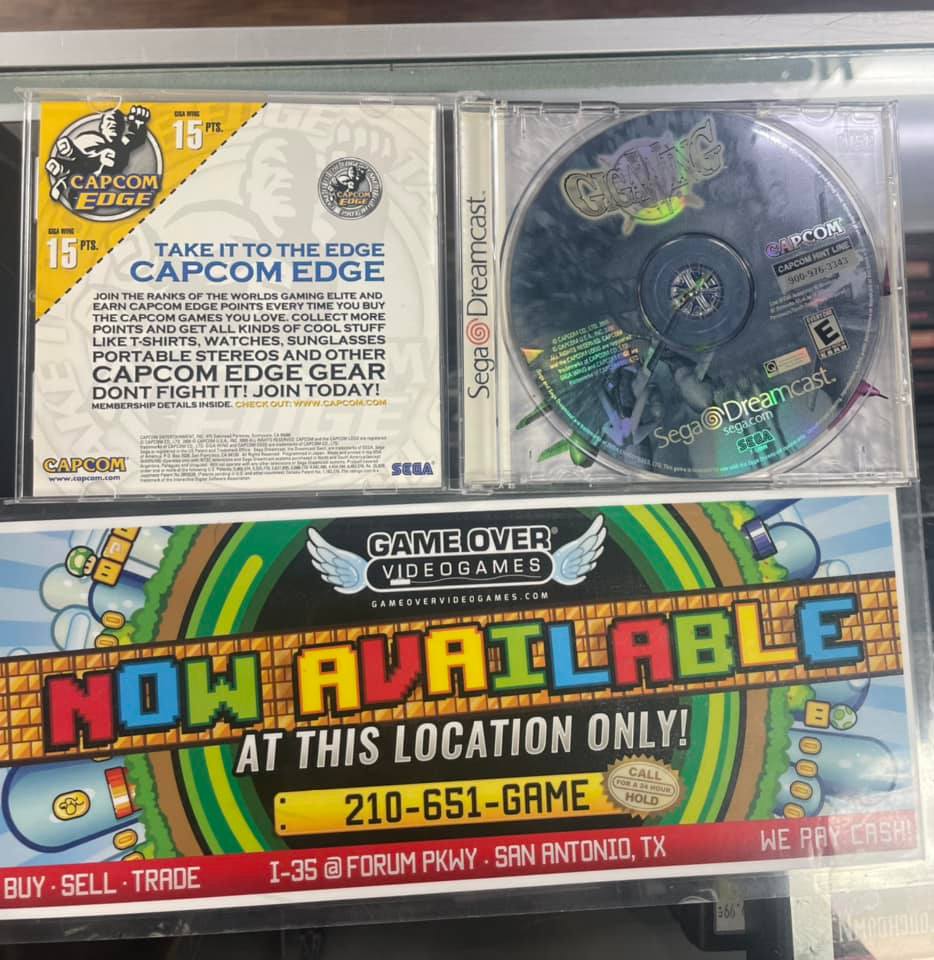 GIGA WING
15 PTS.
CAPCOM
EDGE
GIGA WING
15 PTS.
CAPCOM
EDGE
TAKE IT TO THE EDGE
CAPCOM EDGE
JOIN THE RANKS OF THE WORLDS GAMING ELITE AND
EARN CAPCOM EDGE POINTS EVERY TIME YOU BUY
THE CAPCOM GAMES YOU LOVE. COLLECT MORE
POINTS AND GET ALL KINDS OF COOL STUFF
LIKE T-SHIRTS, WATCHES, SUNGLASSES
PORTABLE STEREOS AND OTHER
CAPCOM EDGE GEAR
DONT FIGHT IT! JOIN TODAY!
MEMBERSHIP DETAILS INSIDE. CHECK OUT: WWW.CAPCOM.COM
CAPCOM
www.capcom.com
SEGA
Sega Dreamcast.
GIGAWING
CAPCOM
CAPCOM HINT LINE
900-976-3343
EVERYONE
E
Sega Dreamcast.
sega.com
SEGA
GAME OVER
VIDEOGAMES
GAMEOVERVIDEOGAMES.COM
NOW AVAILABLE
AT THIS LOCATION ONLY!
210-651-GAME
CALL
FOR A 24 HOUR
HOLD
BUY · SELL · TRADE
I-35 @ FORUM PKWY · SAN ANTONIO, TX
WE PAY CASH!